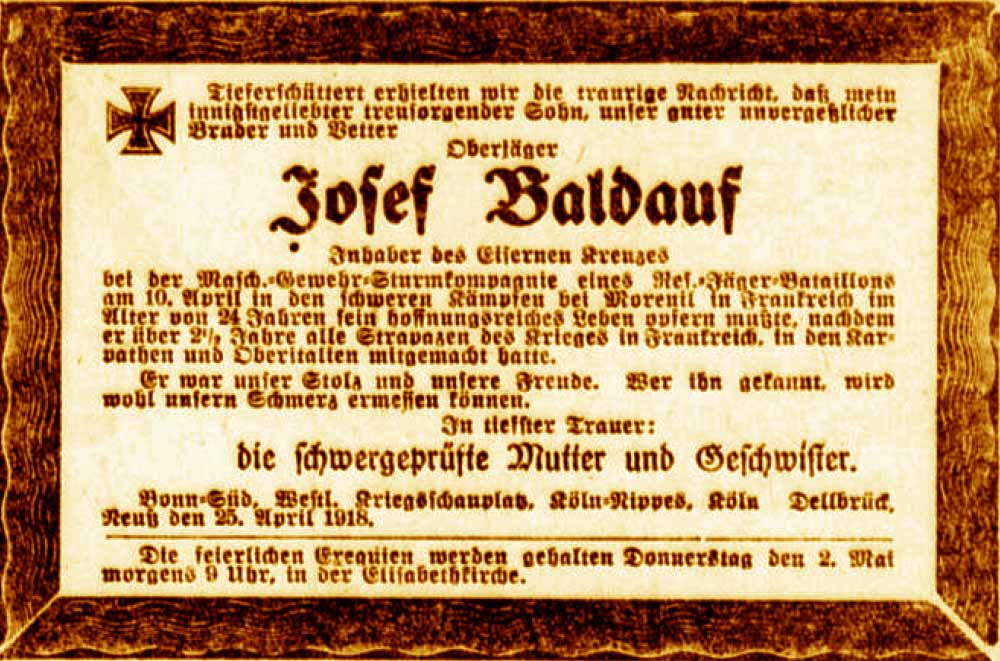 Tieferschüttert erhielten wir die traurige Nachricht, daß mein
innigstgeliebter treusorgender Sohn, unser guter unvergeßlicher
Bruder und Vetter
Oberjäger
Josef Baldauf
Inhaber des Eisernen Kreuzes
bei der Masch.-Gewehr-Sturmkompagnie eines Res.-Jäger-Bataillons
am 10. April in den schweren Kämpfen bei Moreuil in Frankreich im
Alter von 24 Jahren sein hoffnungsreiches Leben opfern mußte, nachdem
er über 2½ Jahre alle Strapazen des Krieges in Frankreich, in den Kar-
pathen und Oberitalien mitgemacht hatte.
Er war unser Stolz und unsere Freude. Wer ihn gekannt, wird
wohl unsern Schmerz ermessen können.
In tiefster Trauer:
die schwergeprüfte Mutter und Geschwister.
Bonn-Süd, Westl. Kriegsschauplatz, Köln-Nippes, Köln Dellbrück,
Neuß den 25. April 1918.
Die feierlichen Exequien werden gehalten Donnerstag den 2. Mai
morgens 9 Uhr, in der Elisabethkirche.